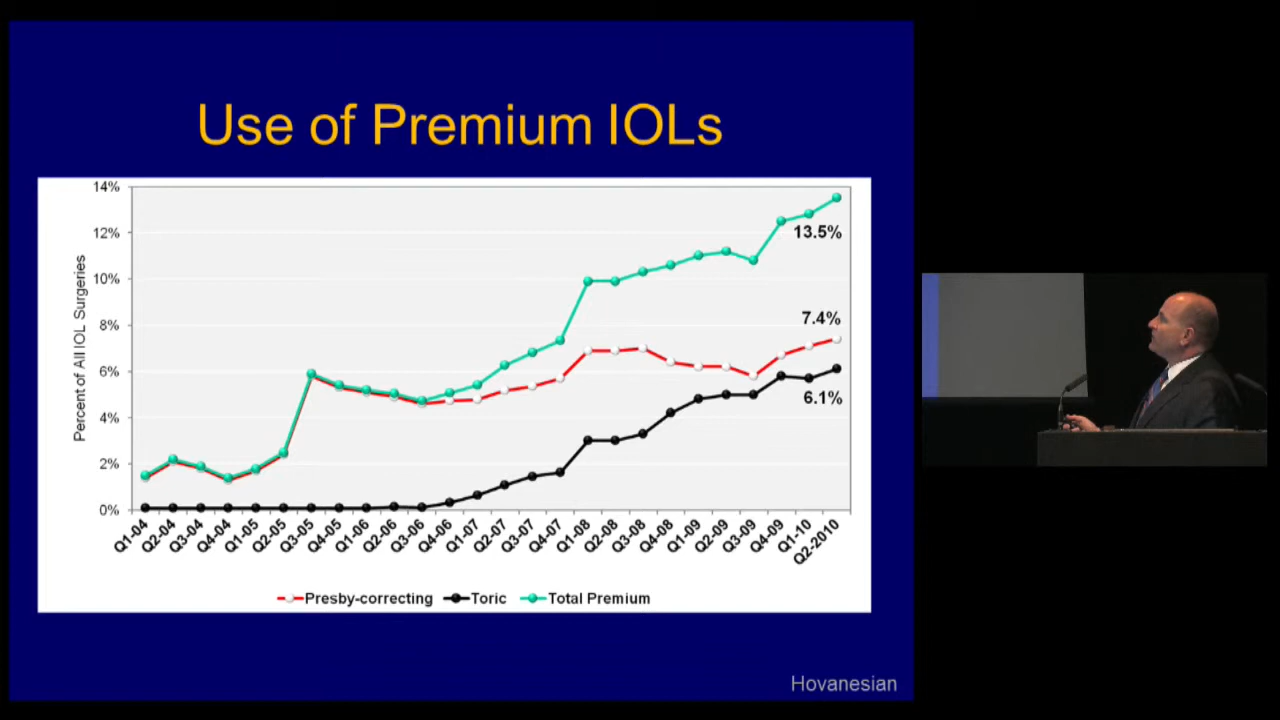 Use of Premium IOLs
14%
12%
10%
8%
6%
4%
2%
0%
Percent of All IOL Surgeries
13.5%
7.4%
6.1%
Q1-04
Q2-04
Q3-04
Q4-04
Q1-05
Q2-05
Q3-05
Q4-05
Q1-06
Q2-06
Q3-06
Q4-06
Q1-07
Q2-07
Q3-07
Q4-07
Q1-08
Q2-08
Q3-08
Q4-08
Q1-09
Q2-09
Q3-09
Q4-09
Q1-10
Q2-2010
Presby-correcting Toric Total Premium
Hovanesian